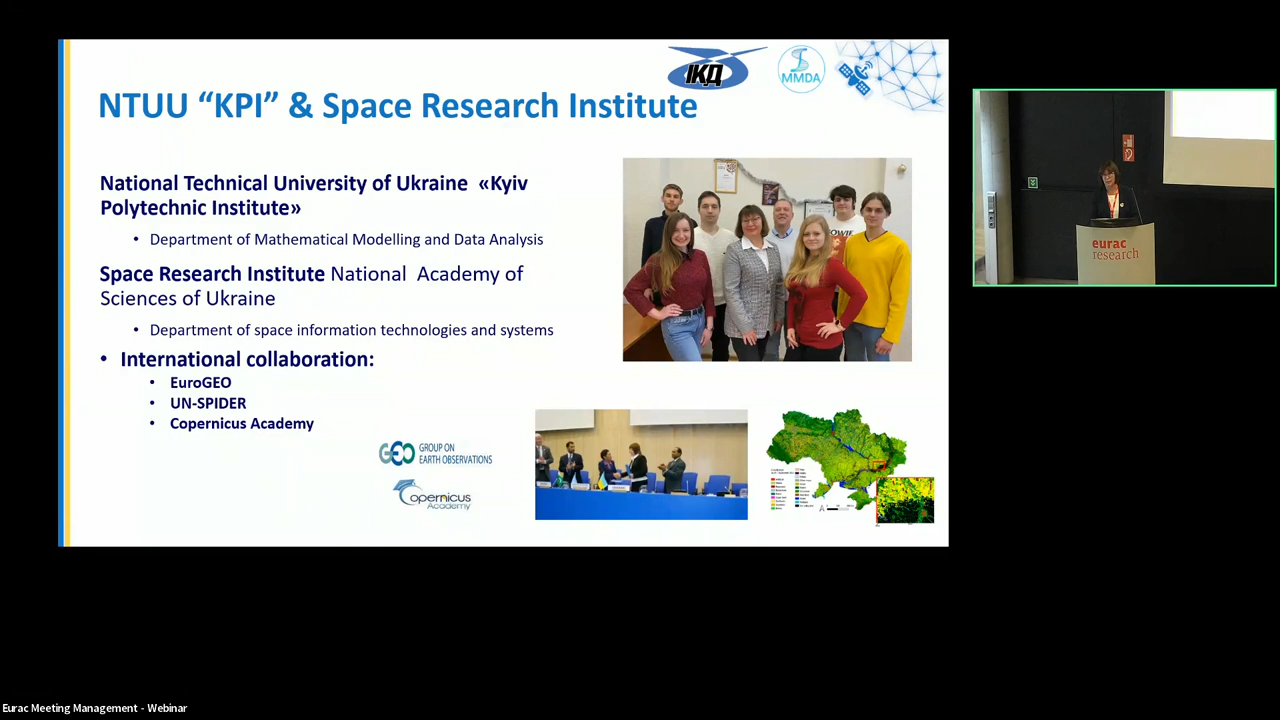 ІКД
MMDA
NTUU “KPI” & Space Research Institute
National Technical University of Ukraine «Kyiv
Polytechnic Institute»
• Department of Mathematical Modelling and Data Analysis
Space Research Institute National Academy of
Sciences of Ukraine
• Department of space information technologies and systems
• International collaboration:
• EuroGEO
• UN-SPIDER
• Copernicus Academy
GEO GROUP ON
EARTH OBSERVATIONS
Copernicus
Academy
eurac
research
Eurac Meeting Management - Webinar